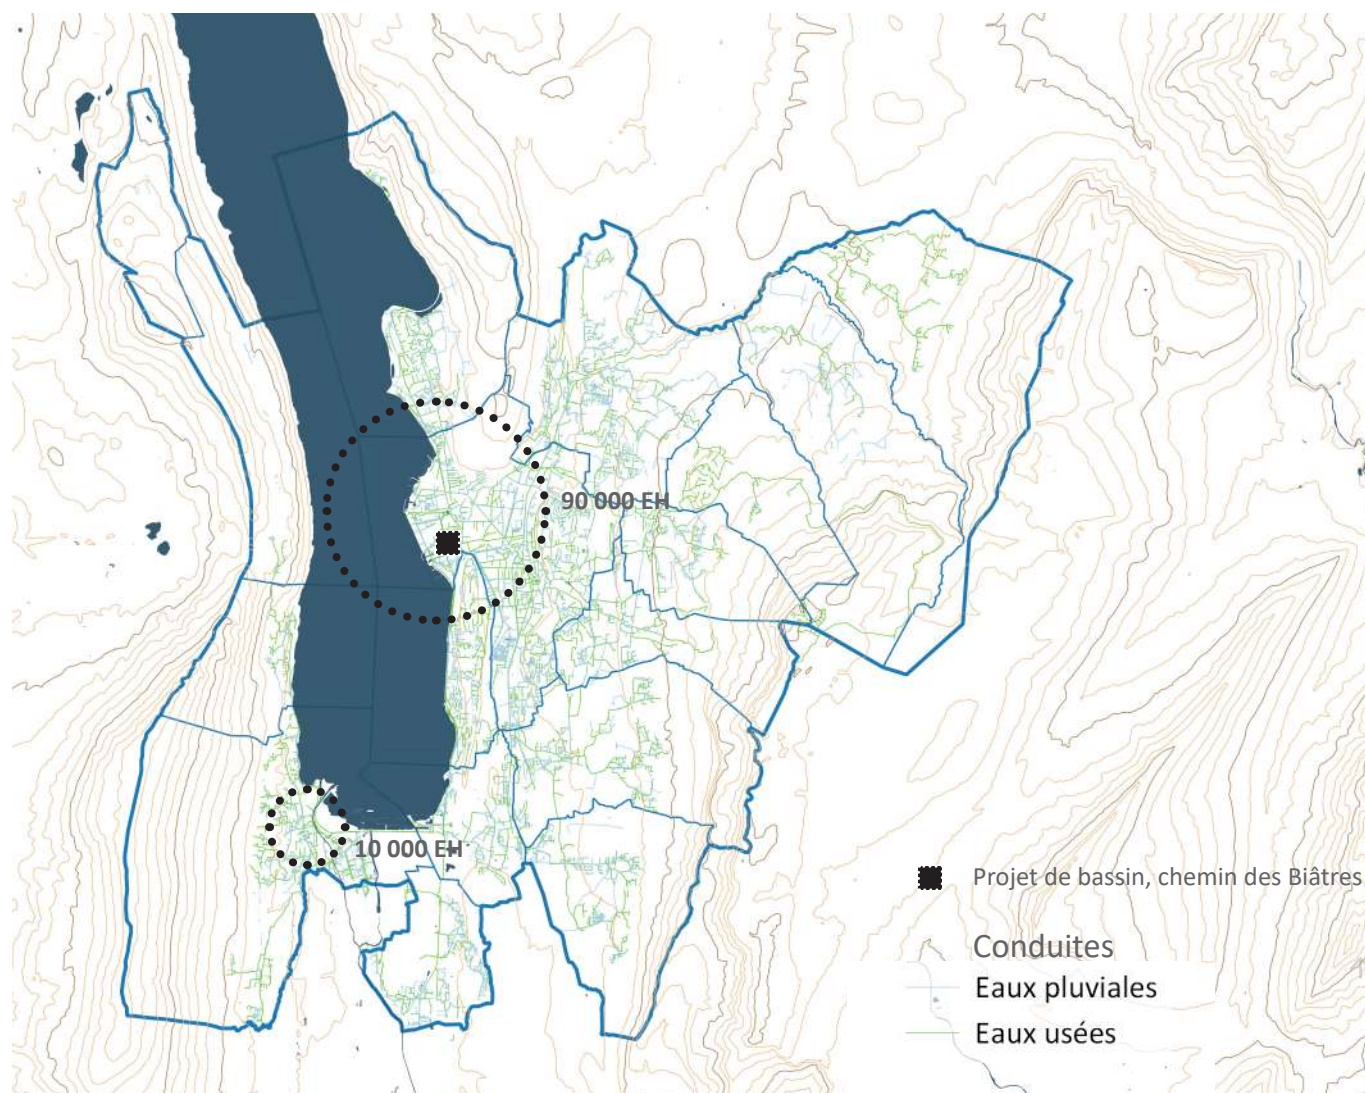 90 000 EH
10 000 EH
Projet de bassin, chemin des Biâtres
Conduites
Eaux pluviales
Eaux usées